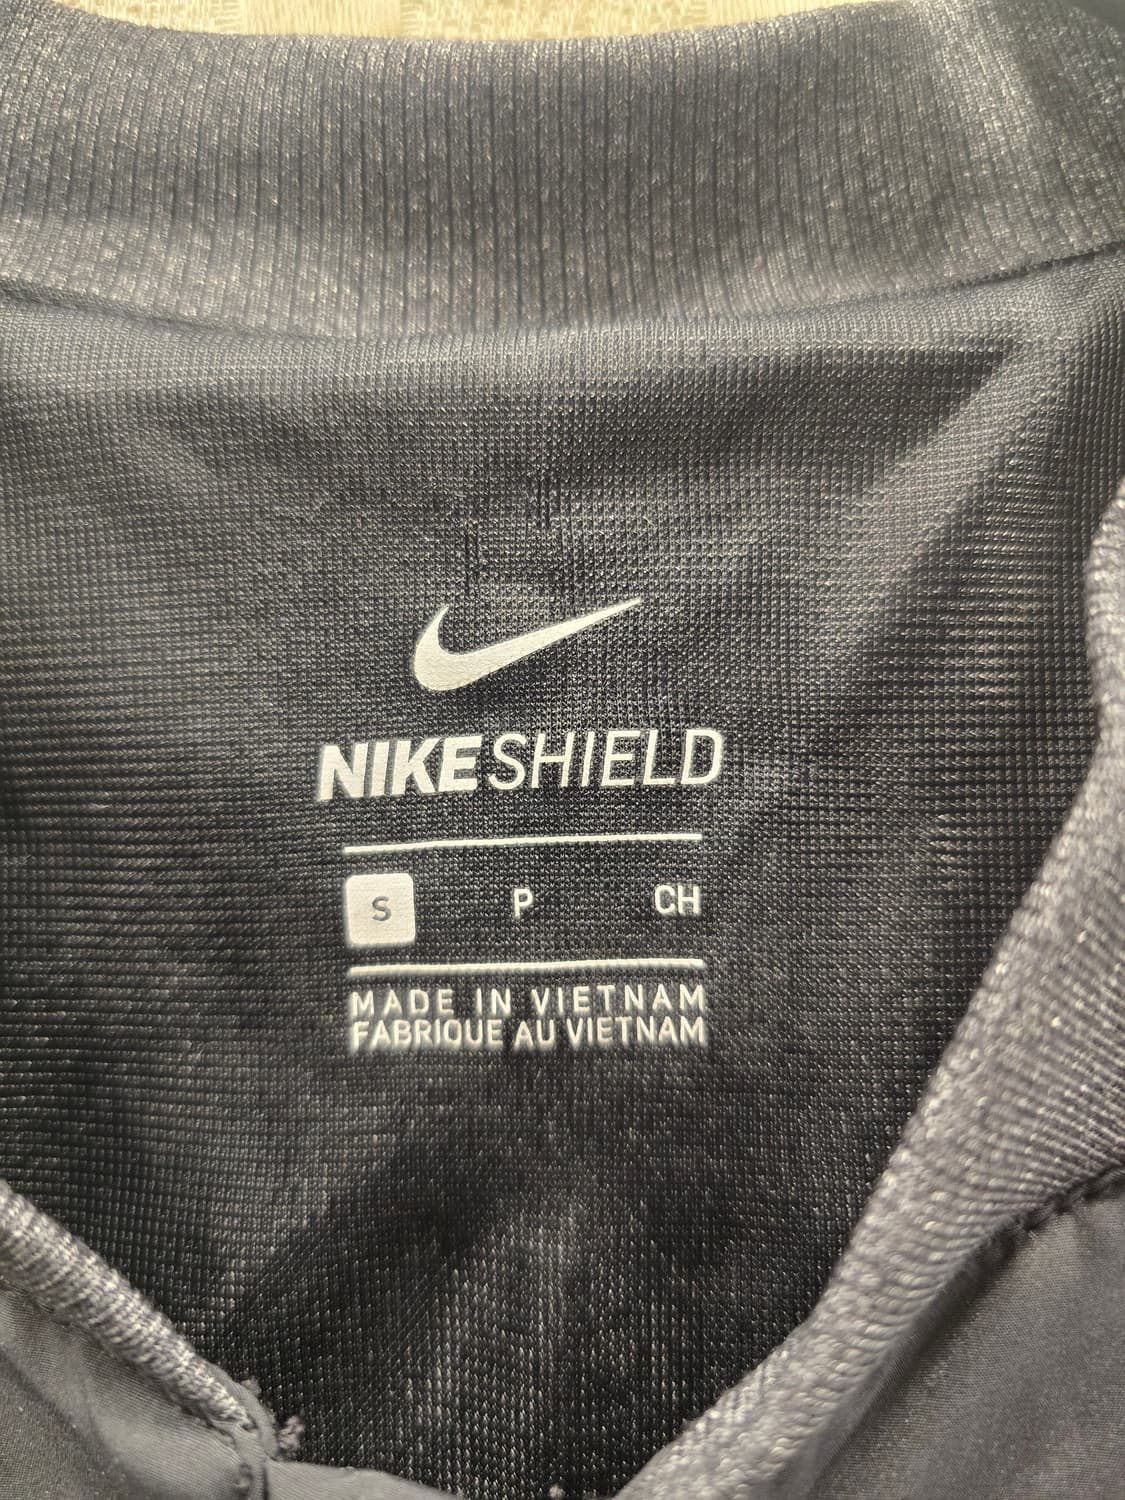 NIKESHIELD
S P CH
MADE IN VIETNAM
FABRIQUE AU VIETNAM